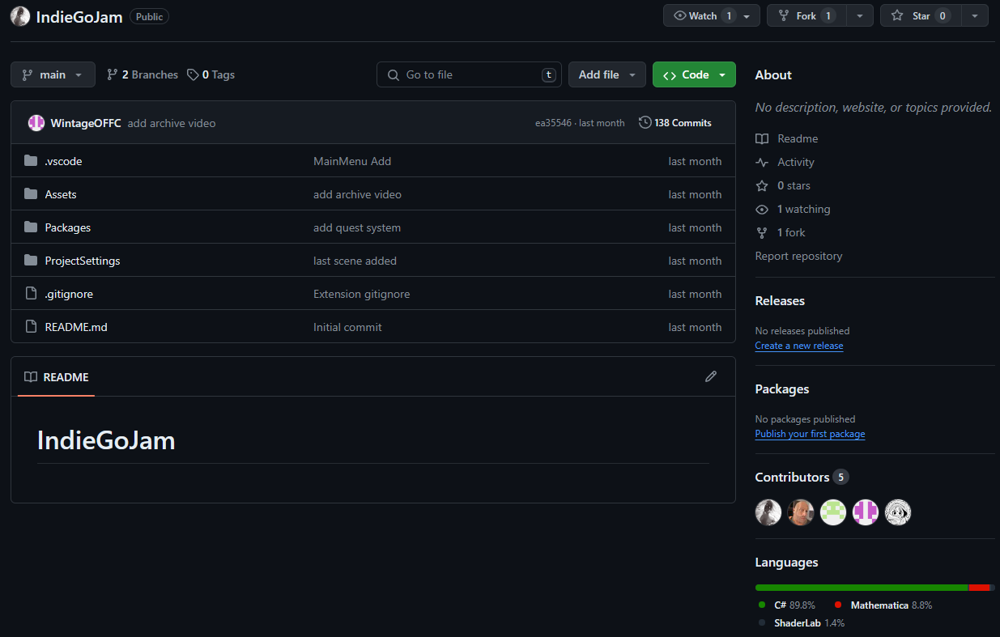 IndieGoJam Public Watch 1 Fork 1 Star 0
main 2 Branches 0 Tags Go to file t Add file Code
WintageOFFC add archive video ea35546 · last month 138 Commits
.vscode MainMenu Add last month
Assets add archive video last month
Packages add quest system last month
ProjectSettings last scene added last month
.gitignore Extension gitignore last month
README.md Initial commit last month
README
IndieGoJam
About
No description, website, or topics provided.
Readme
Activity
0 stars
1 watching
1 fork
Report repository
Releases
No releases published
Create a new release
Packages
No packages published
Publish your first package
Contributors 5
Languages
C# 89.8% Mathematica 8.8%
ShaderLab 1.4%